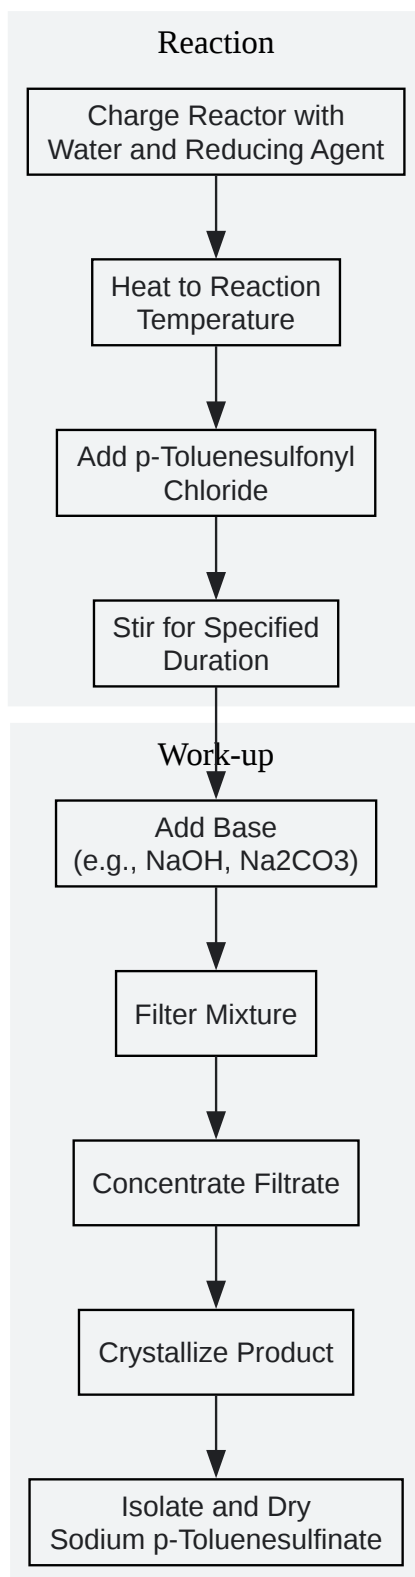 Reaction
Charge Reactor with
Water and Reducing Agent
Heat to Reaction
Temperature
Add p-Toluenesulfonyl
Chloride
Stir for Specified
Duration
Work-up
Add Base
(e.g., NaOH, Na2CO3)
Filter Mixture
Concentrate Filtrate
Crystallize Product
Isolate and Dry
Sodium p-Toluenesulfinate